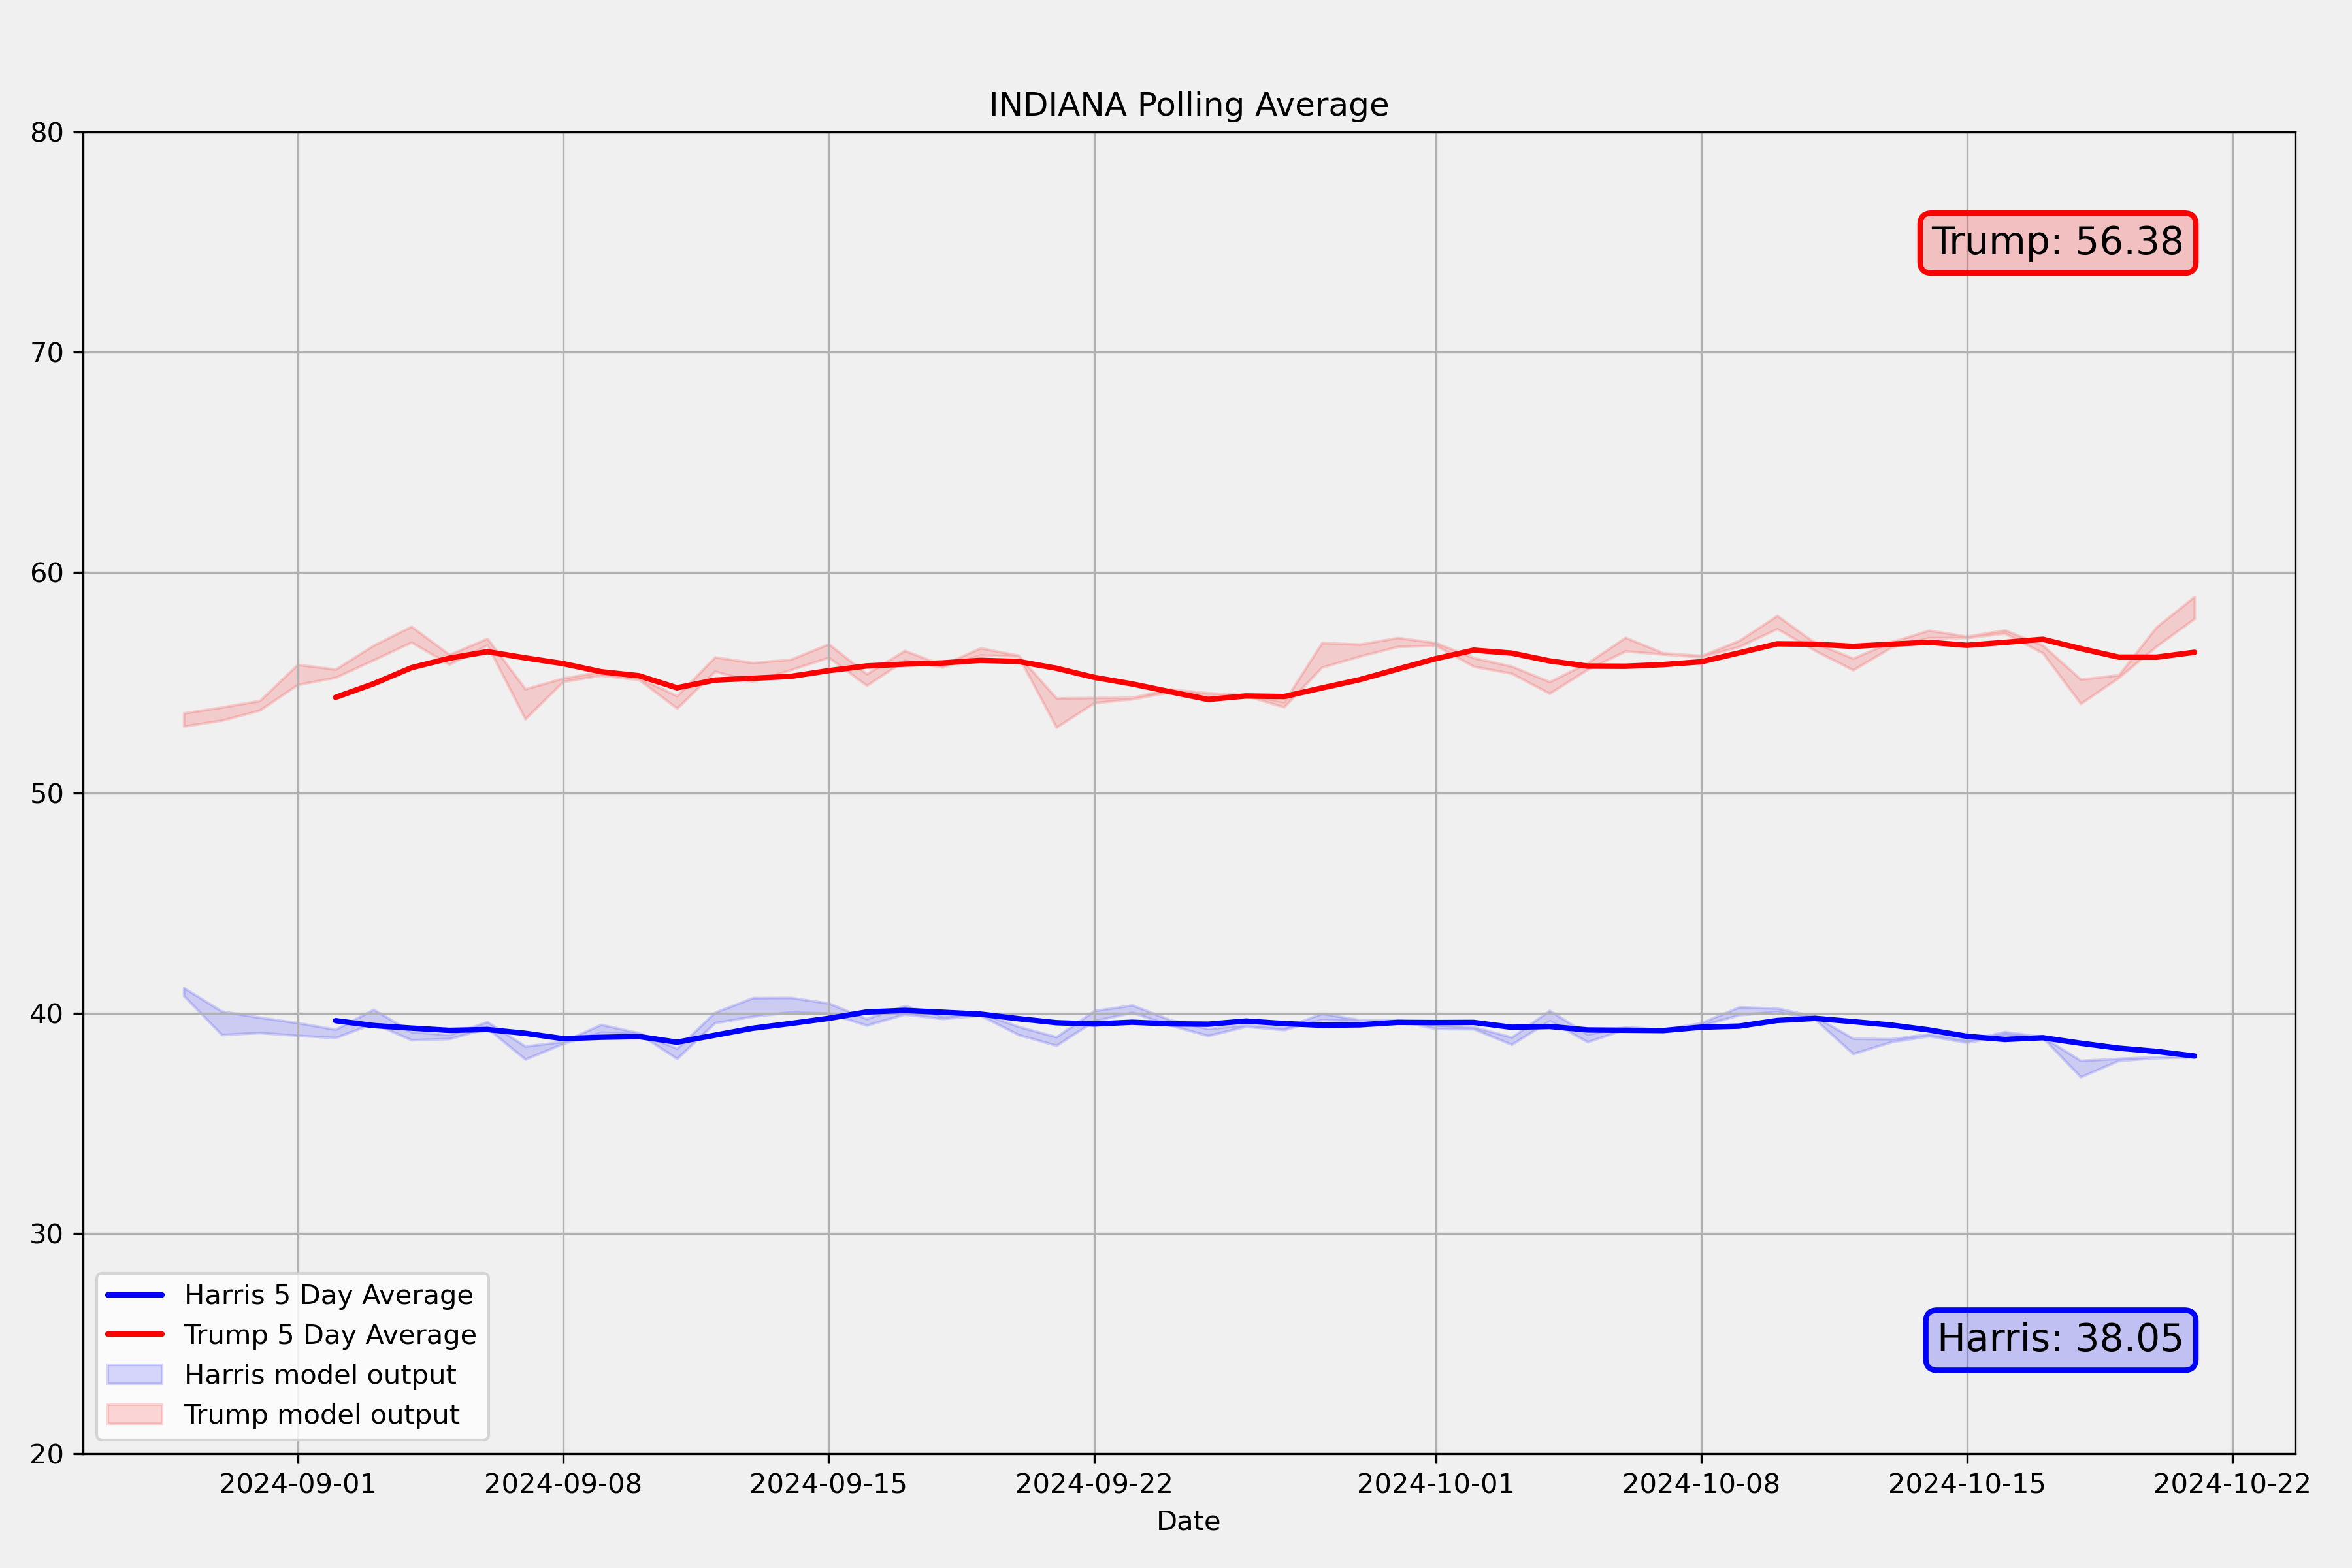 INDIANA Polling Average
80
70
60
50
40
30
20
Trump: 56.38
Harris: 38.05
Harris 5 Day Average
Trump 5 Day Average
Harris model output
Trump model output
2024-09-01 2024-09-08 2024-09-15 2024-09-22 2024-10-01 2024-10-08 2024-10-15 2024-10-22
Date